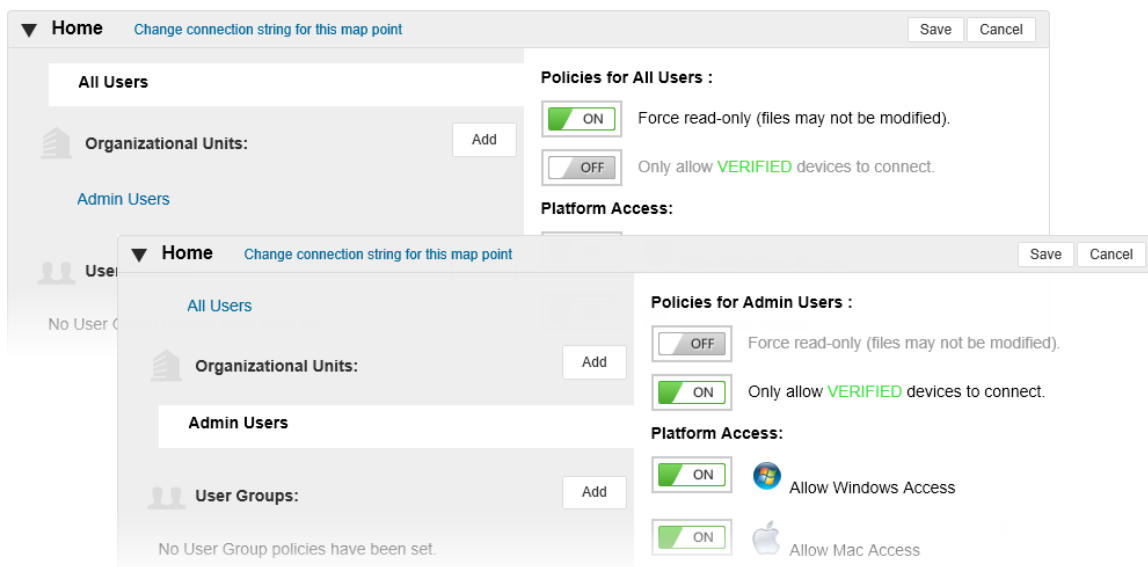 Home Change connection string for this map point Save Cancel
All Users
Organizational Units: Add
Admin Users
No User
Policies for All Users :
ON Force read-only (files may not be modified).
OFF Only allow VERIFIED devices to connect.
Platform Access:
Home Change connection string for this map point Save Cancel
All Users
Organizational Units: Add
Admin Users
User Groups: Add
No User Group policies have been set.
Policies for Admin Users :
OFF Force read-only (files may not be modified).
ON Only allow VERIFIED devices to connect.
Platform Access:
ON Allow Windows Access
ON Allow Mac Access